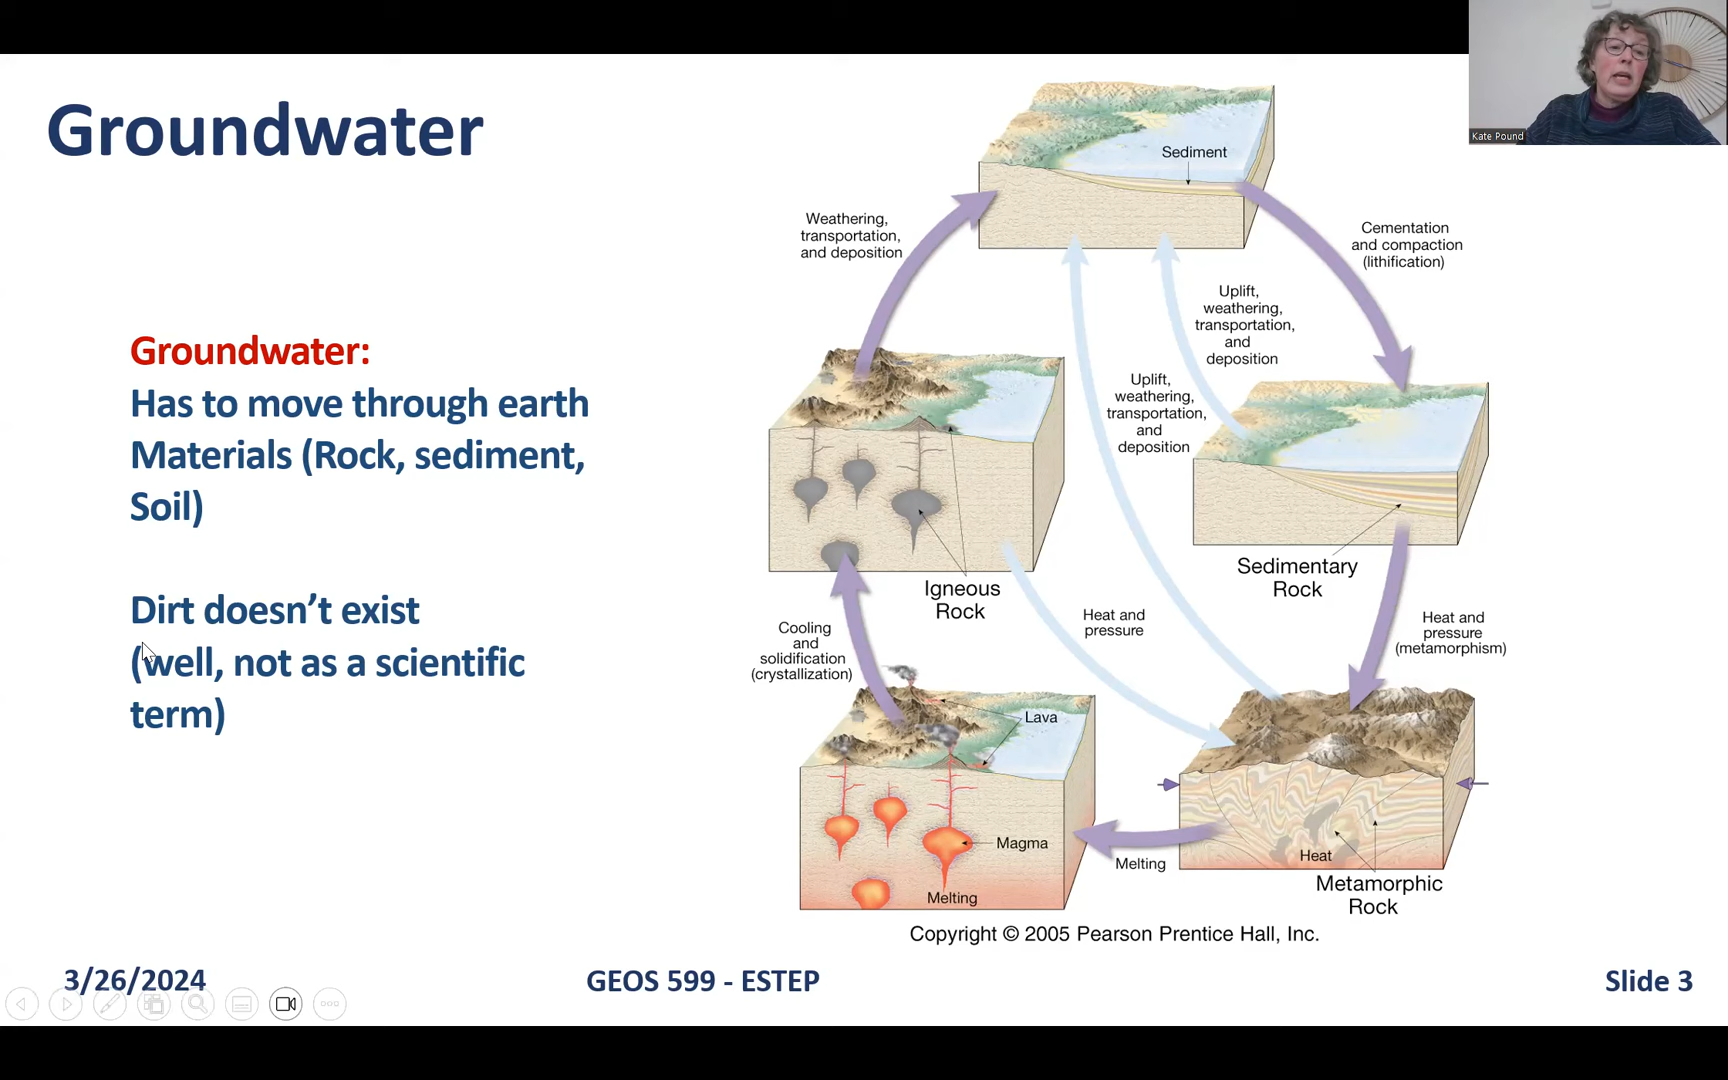 Groundwater
Kate Pound
Groundwater:
Has to move through earth
Materials (Rock, sediment,
Soil)
Dirt doesn’t exist
(well, not as a scientific
term)
Sediment
Weathering,
transportation,
and deposition
Cementation
and compaction
(lithification)
Uplift,
weathering,
transportation,
and
deposition
Uplift,
weathering,
transportation,
and
deposition
Igneous
Rock
Sedimentary
Rock
Heat and
pressure
Heat and
pressure
(metamorphism)
Cooling
and
solidification
(crystallization)
Lava
Magma
Melting
Melting
Heat
Metamorphic
Rock
Copyright © 2005 Pearson Prentice Hall, Inc.
3/26/2024
GEOS 599 - ESTEP
Slide 3